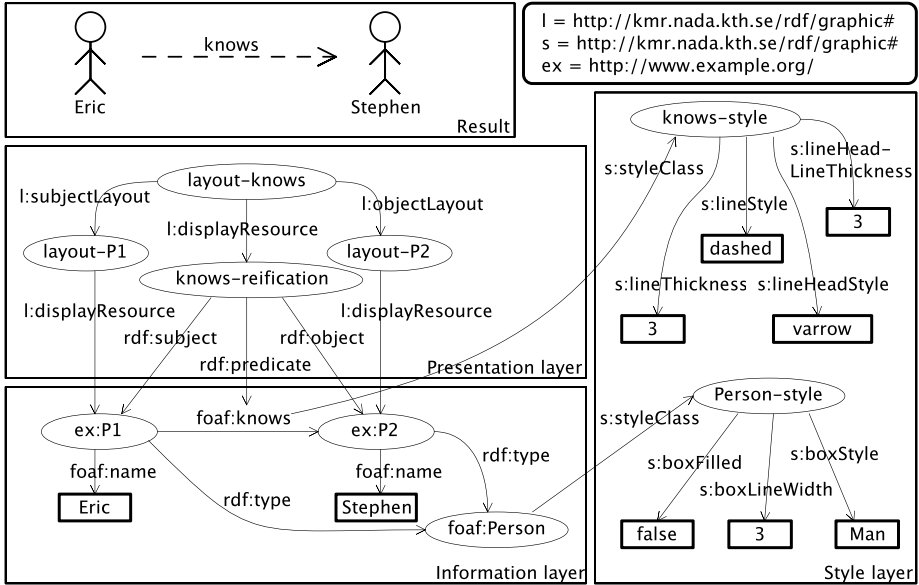 knows
Eric
Stephen
Result
l = http://kmr.nada.kth.se/rdf/graphic#
s = http://kmr.nada.kth.se/rdf/graphic#
ex = http://www.example.org/
layout-knows
l:subjectLayout
l:objectLayout
l:displayResource
layout-P1
layout-P2
knows-reification
l:displayResource
l:displayResource
rdf:subject
rdf:object
rdf:predicate
Presentation layer
foaf:knows
ex:P1
ex:P2
foaf:name
foaf:name
rdf:type
rdf:type
Eric
Stephen
foaf:Person
Information layer
knows-style
s:styleClass
s:lineHead-
LineThickness
s:lineStyle
3
dashed
s:lineThickness
s:lineHeadStyle
3
varrow
Person-style
s:styleClass
s:boxFilled
s:boxStyle
s:boxLineWidth
false
3
Man
Style layer